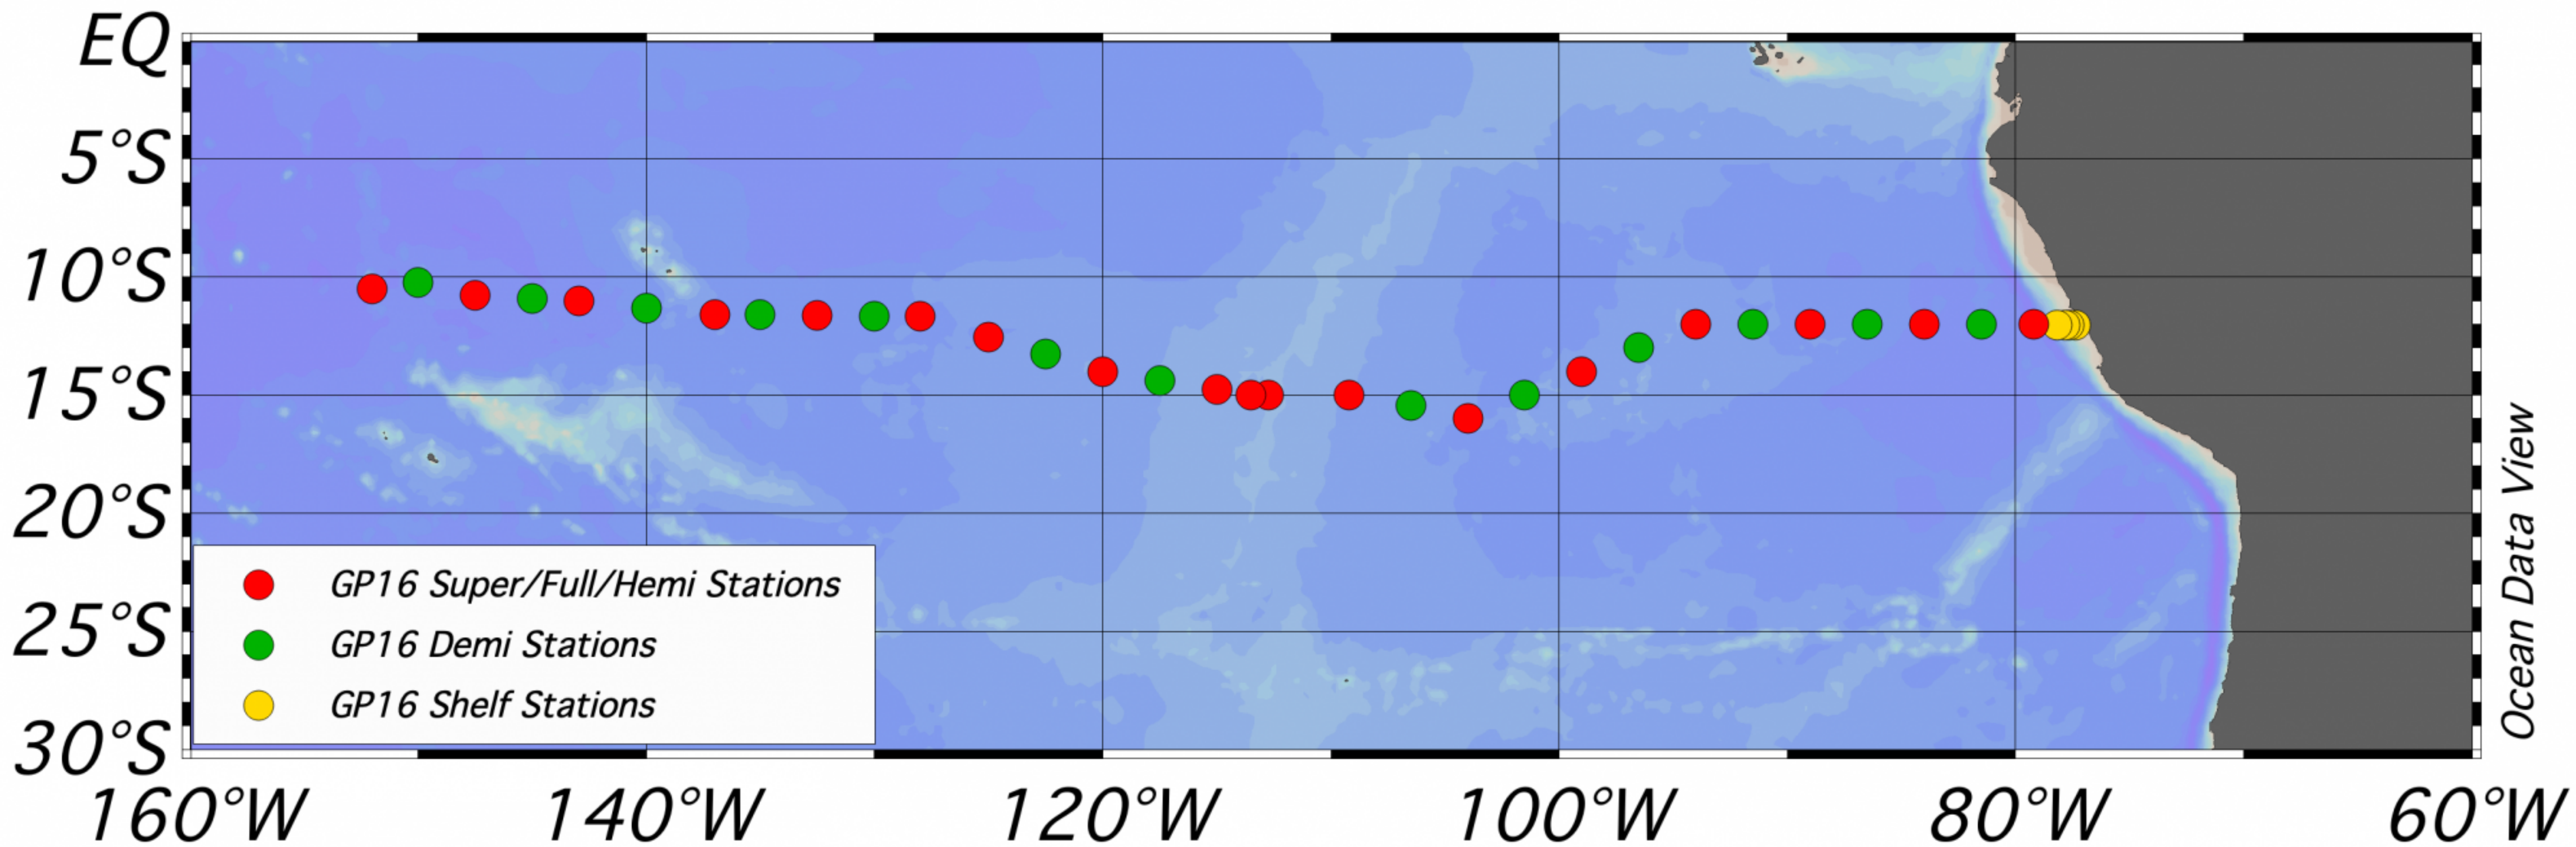 EQ
5°S
10°S
15°S
20°S
25°S
30°S
GP16 Super/Full/Hemi Stations
GP16 Demi Stations
GP16 Shelf Stations
160°W 140°W 120°W 100°W 80°W 60°W
Ocean Data View